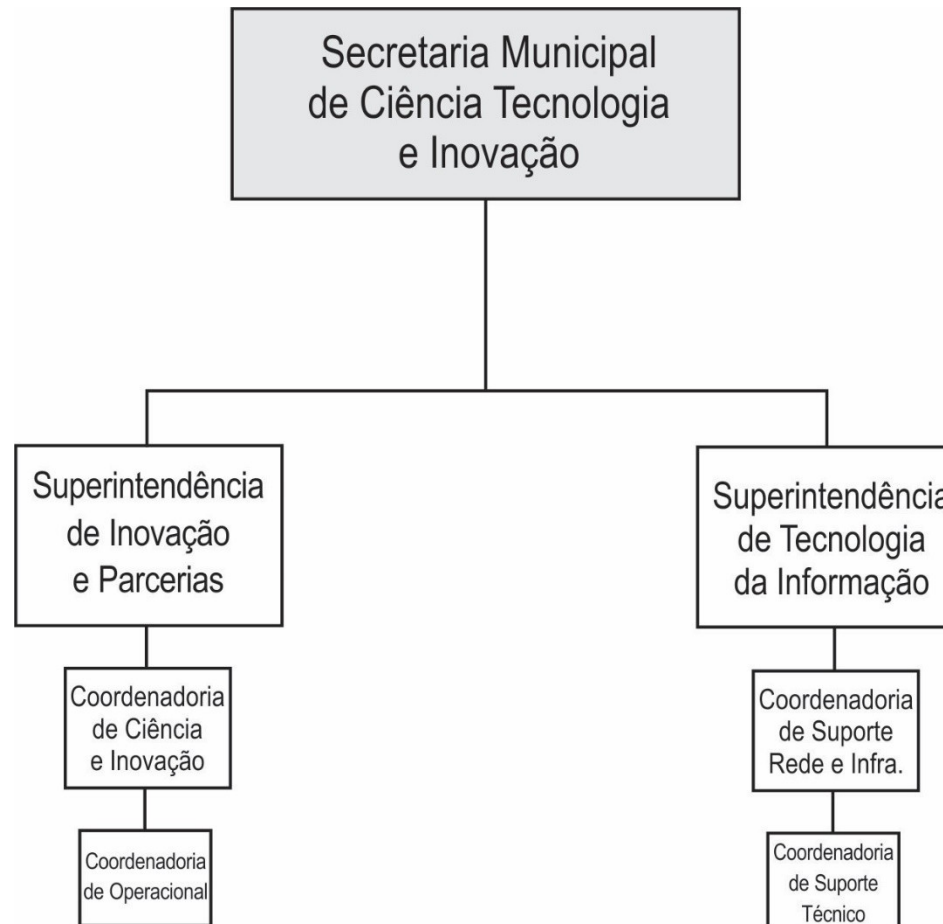 Secretaria Municipal
de Ciência Tecnologia
e Inovação
Superintendência
de Inovação
e Parcerias
Superintendência
de Tecnologia
da Informação
Coordenadoria
de Ciência
e Inovação
Coordenadoria
de Suporte
Rede e Infra.
Coordenadoria
de Operacional
Coordenadoria
de Suporte
Técnico